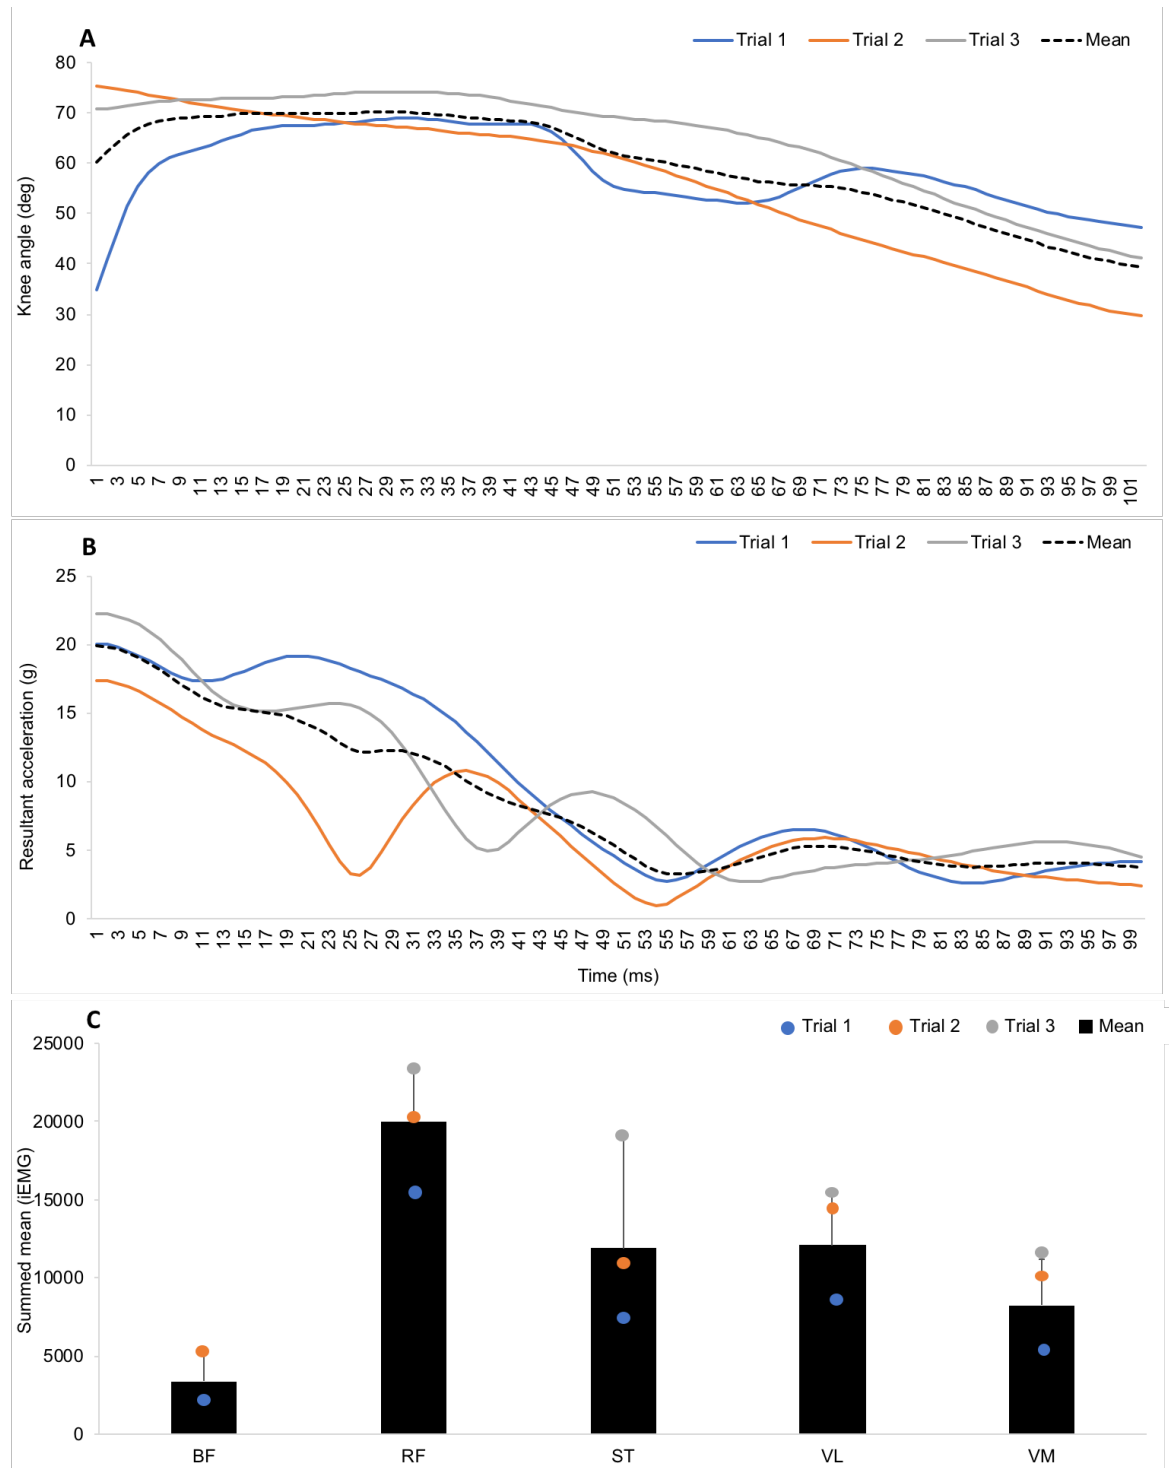 A
Trial 1 Trial 2 Trial 3 Mean
80
70
60
50
40
30
20
10
0
Knee angle (deg)
1 3 5 7 9 11 13 15 17 19 21 23 25 27 29 31 33 35 37 39 41 43 45 47 49 51 53 55 57 59 61 63 65 67 69 71 73 75 77 79 81 83 85 87 89 91 93 95 97 99 101
B
Trial 1 Trial 2 Trial 3 Mean
25
20
15
10
5
0
Resultant acceleration (g)
1 3 5 7 9 11 13 15 17 19 21 23 25 27 29 31 33 35 37 39 41 43 45 47 49 51 53 55 57 59 61 63 65 67 69 71 73 75 77 79 81 83 85 87 89 91 93 95 97 99
Time (ms)
C
Trial 1 Trial 2 Trial 3 Mean
25000
20000
15000
10000
5000
0
Summed mean (iEMG)
BF RF ST VL VM